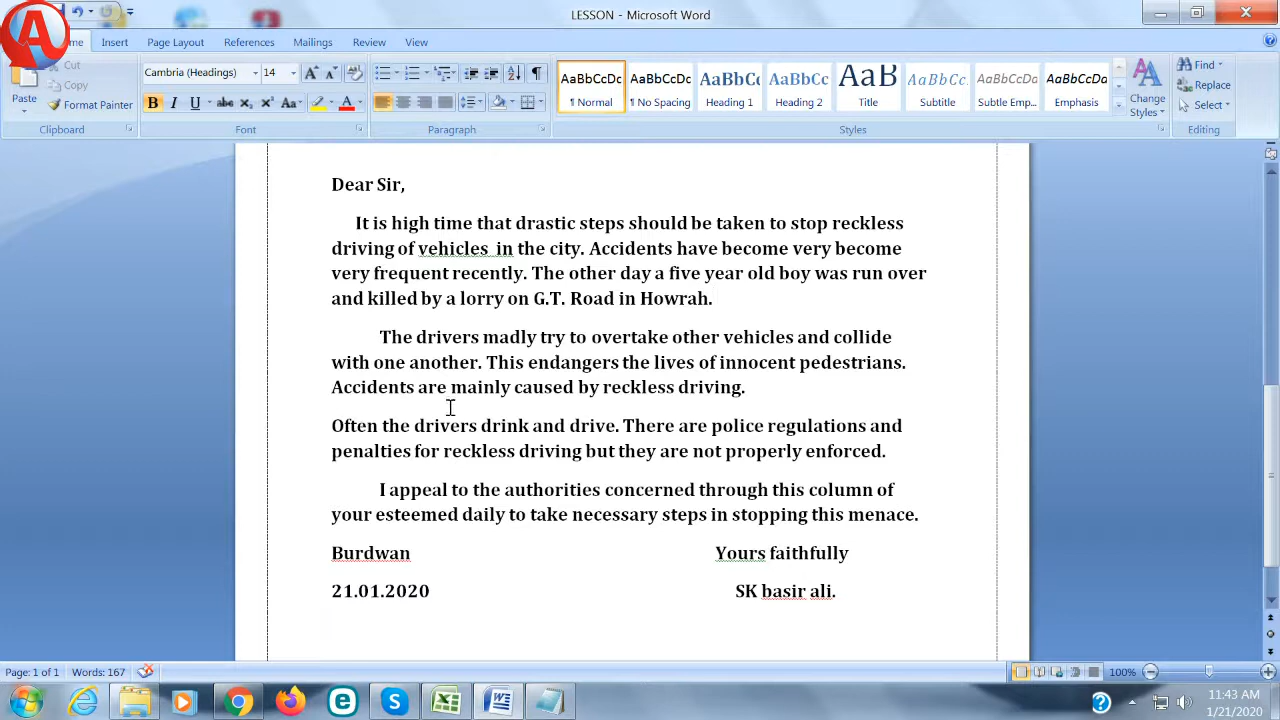 LESSON - Microsoft Word
Insert Page Layout References Mailings Review View
Cut
Copy
Format Painter
Paste
Clipboard
Cambria (Headings) 14
B I U abc
Font
Paragraph
AaBbCcDc AaBbCcDc AaBbCc AaBbCc AaB AaBbCc. AaBbCcDa AaBbCcDa
¶ Normal ¶ No Spacing Heading 1 Heading 2 Title Subtitle Subtle Emp... Emphasis
Change
Styles
Styles
Find
Replace
Select
Editing
Dear Sir,
It is high time that drastic steps should be taken to stop reckless
driving of vehicles in the city. Accidents have become very become
very frequent recently. The other day a five year old boy was run over
and killed by a lorry on G.T. Road in Howrah.
The drivers madly try to overtake other vehicles and collide
with one another. This endangers the lives of innocent pedestrians.
Accidents are mainly caused by reckless driving.
Often the drivers drink and drive. There are police regulations and
penalties for reckless driving but they are not properly enforced.
I appeal to the authorities concerned through this column of
your esteemed daily to take necessary steps in stopping this menace.
Burdwan Yours faithfully
21.01.2020 SK basir ali.
Page: 1 of 1 Words: 167 100%
11:43 AM
1/21/2020